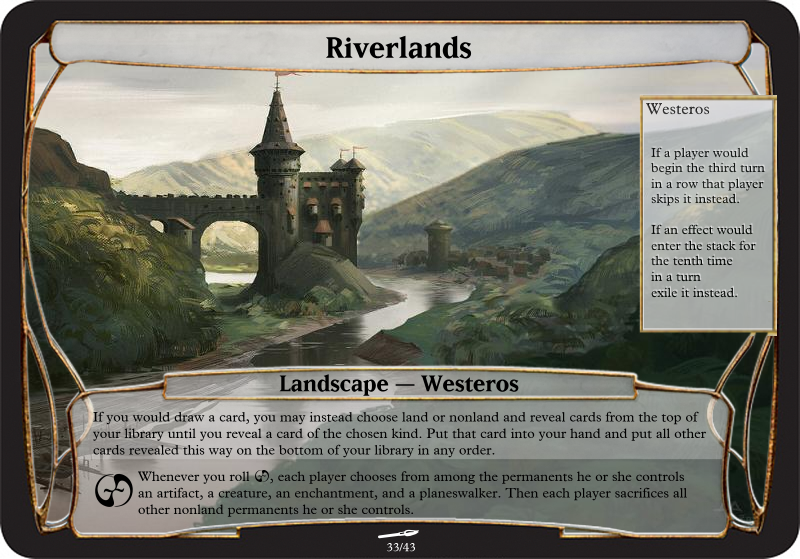 Riverlands
Westeros
If a player would
begin the third turn
in a row that player
skips it instead.
If an effect would
enter the stack for
the tenth time
in a turn
exile it instead.
Landscape — Westeros
If you would draw a card, you may instead choose land or nonland and reveal cards from the top of
your library until you reveal a card of the chosen kind. Put that card into your hand and put all other
cards revealed this way on the bottom of your library in any order.
Whenever you roll , each player chooses from among the permanents he or she controls
an artifact, a creature, an enchantment, and a planeswalker. Then each player sacrifices all
other nonland permanents he or she controls.
33/43